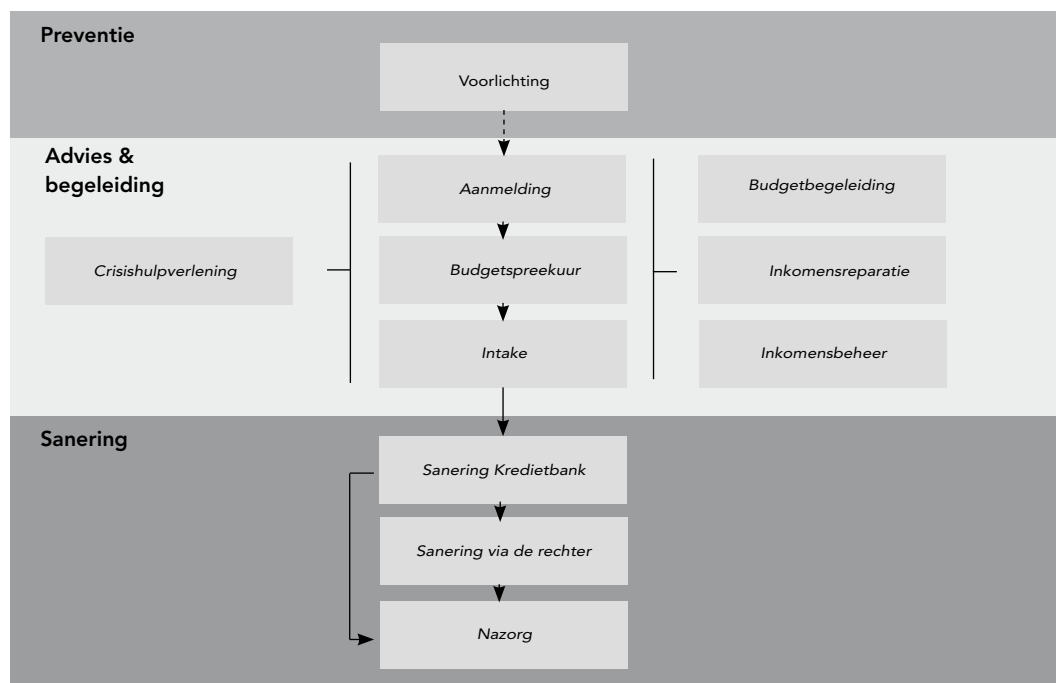 Preventie
Voorlichting
Advies &
begeleiding
Aanmelding
Budgetbegeleiding
Crisishulpverlening
Budgetspreekuur
Inkomensreparatie
Intake
Inkomensbeheer
Sanering
Sanering Kredietbank
Sanering via de rechter
Nazorg